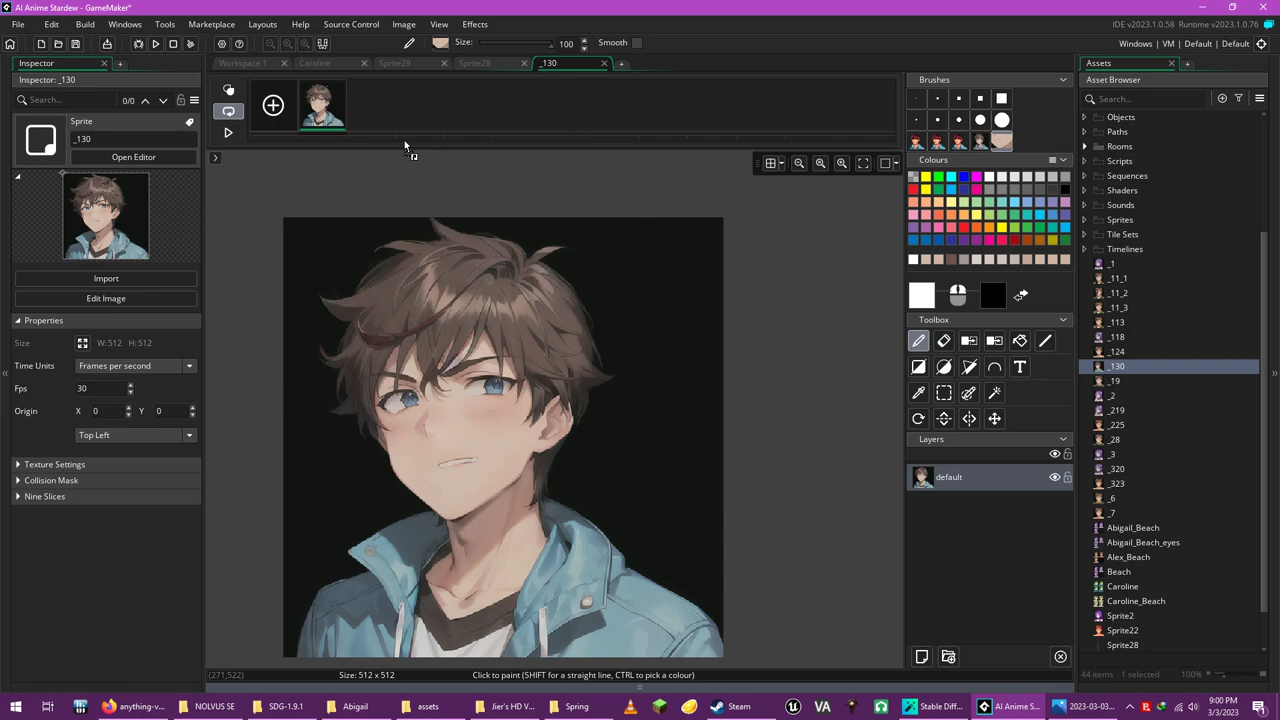 AI Anime Stardew - GameMaker*
File Edit Build Windows Tools Marketplace Layouts Help Source Control Image View Effects
IDE v2023.1.0.58 Runtime v2023.1.0.76
Size: 100 Smooth
Windows | VM | Default | Default
Inspector
Workspace 1 Caroline Sprite29 Sprite28 _130
Assets
Inspector: _130
Brushes
Asset Browser
Search... 0/0
Search...
Sprite
_130
Open Editor
Import
Edit Image
Properties
Size W: 512 H: 512
Time Units Frames per second
Fps 30
Origin X 0 Y 0
Top Left
Texture Settings
Collision Mask
Nine Slices
Colours
Toolbox
Layers
default
Objects
Paths
Rooms
Scripts
Sequences
Shaders
Sounds
Sprites
Tile Sets
Timelines
_1
_11_1
_11_2
_11_3
_113
_118
_124
_130
_19
_2
_219
_225
_28
_3
_320
_323
_6
_7
Abigail_Beach
Abigail_Beach_eyes
Alex_Beach
Beach
Caroline
Caroline_Beach
Sprite2
Sprite22
Sprite28
(271,522)
Size: 512 x 512
Click to paint (SHIFT for a straight line, CTRL to pick a colour)
44 items 1 selected 100%
anything-v... NOLVUS SE SDG-1.9.1 Abigail assets Jier's HD V... Spring Steam Stable Diff... AI Anime S... 2023-03-03...
9:00 PM
3/3/2023